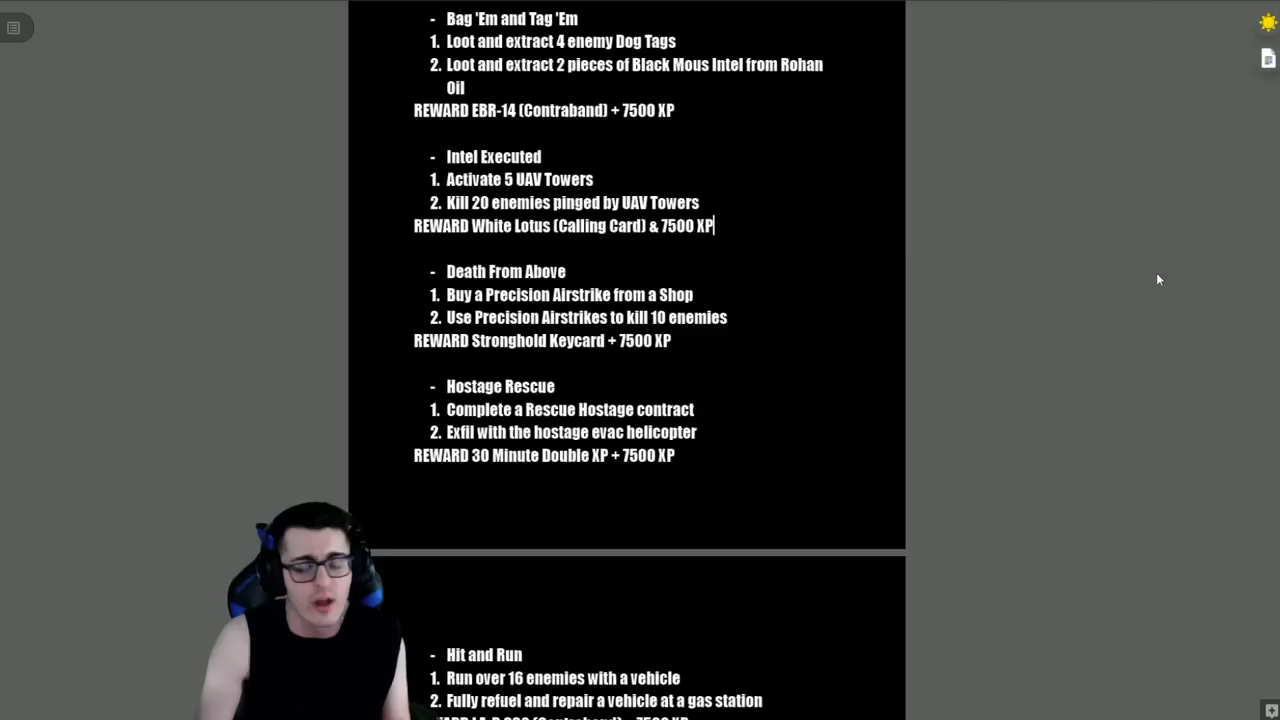 - Bag 'Em and Tag 'Em
1. Loot and extract 4 enemy Dog Tags
2. Loot and extract 2 pieces of Black Mous Intel from Rohan
Oil
REWARD EBR-14 (Contraband) + 7500 XP
- Intel Executed
1. Activate 5 UAV Towers
2. Kill 20 enemies pinged by UAV Towers
REWARD White Lotus (Calling Card) & 7500 XP
- Death From Above
1. Buy a Precision Airstrike from a Shop
2. Use Precision Airstrikes to kill 10 enemies
REWARD Stronghold Keycard + 7500 XP
- Hostage Rescue
1. Complete a Rescue Hostage contract
2. Exfil with the hostage evac helicopter
REWARD 30 Minute Double XP + 7500 XP
- Hit and Run
1. Run over 16 enemies with a vehicle
2. Fully refuel and repair a vehicle at a gas station
(Contraband) + 7500 XP